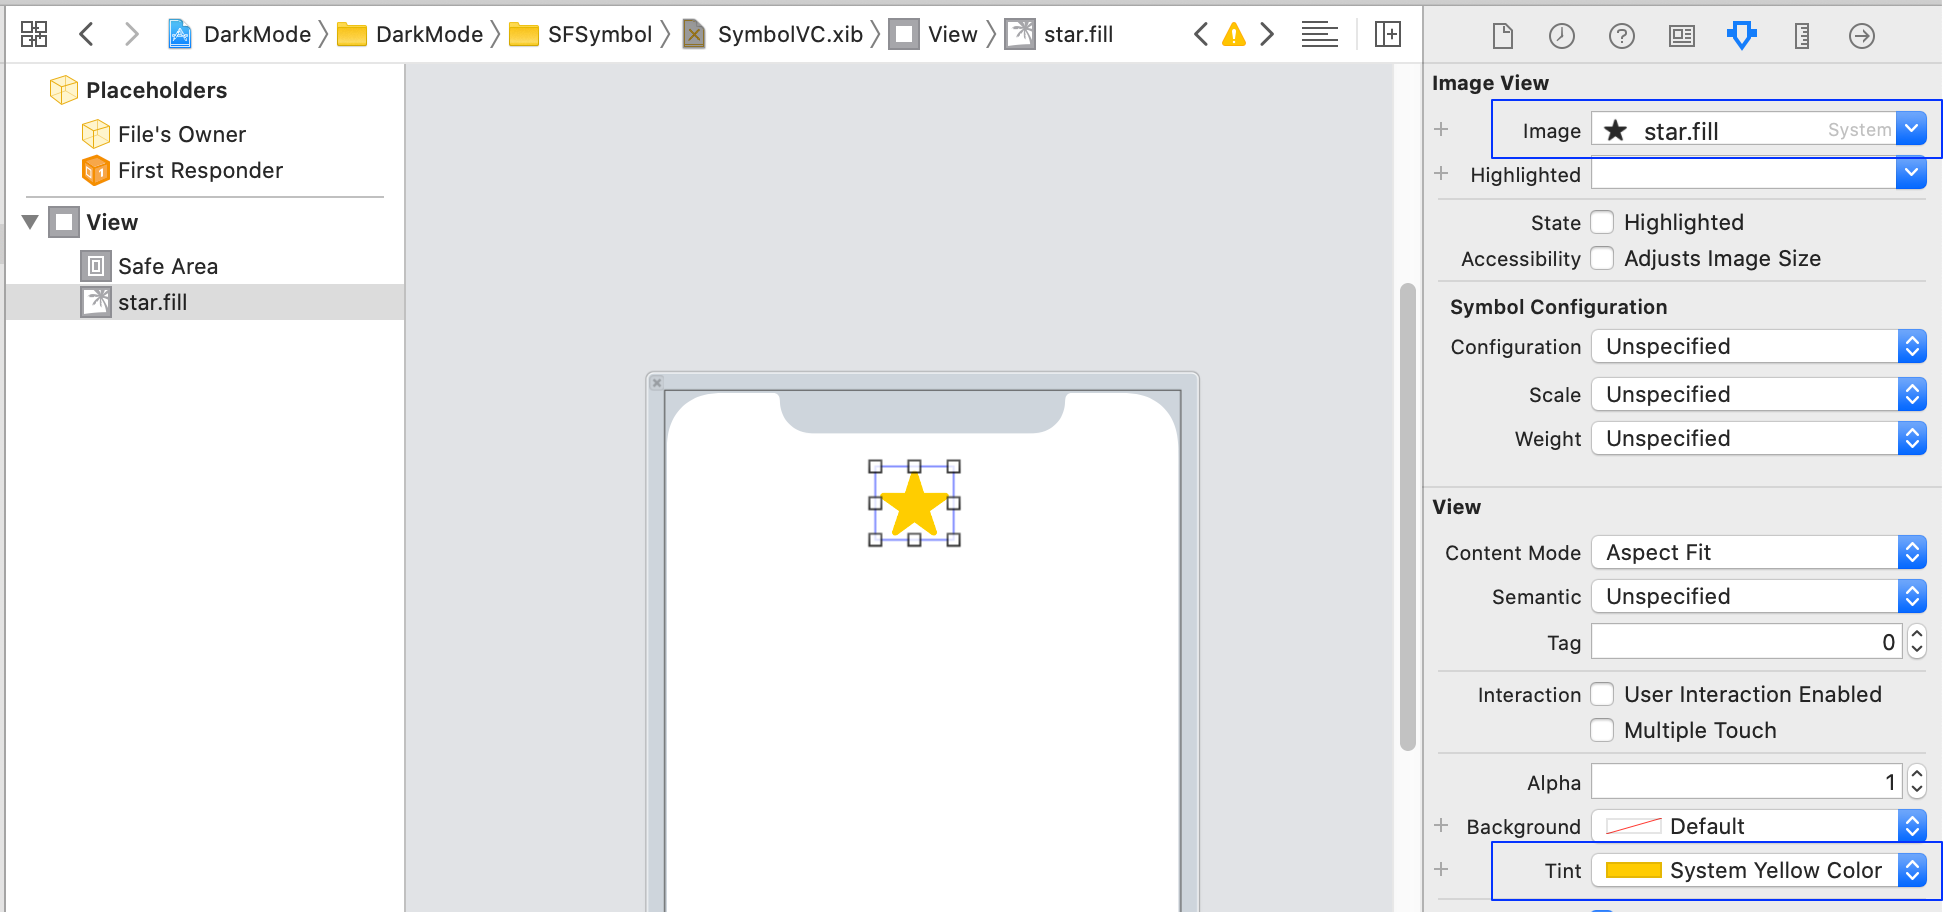 DarkMode DarkMode SFSymbol SymbolVC.xib View star.fill
Placeholders
File's Owner
First Responder
View
Safe Area
star.fill
Image View
Image star.fill System
Highlighted
State Highlighted
Accessibility Adjusts Image Size
Symbol Configuration
Configuration Unspecified
Scale Unspecified
Weight Unspecified
View
Content Mode Aspect Fit
Semantic Unspecified
Tag 0
Interaction User Interaction Enabled
Multiple Touch
Alpha 1
Background Default
Tint System Yellow Color